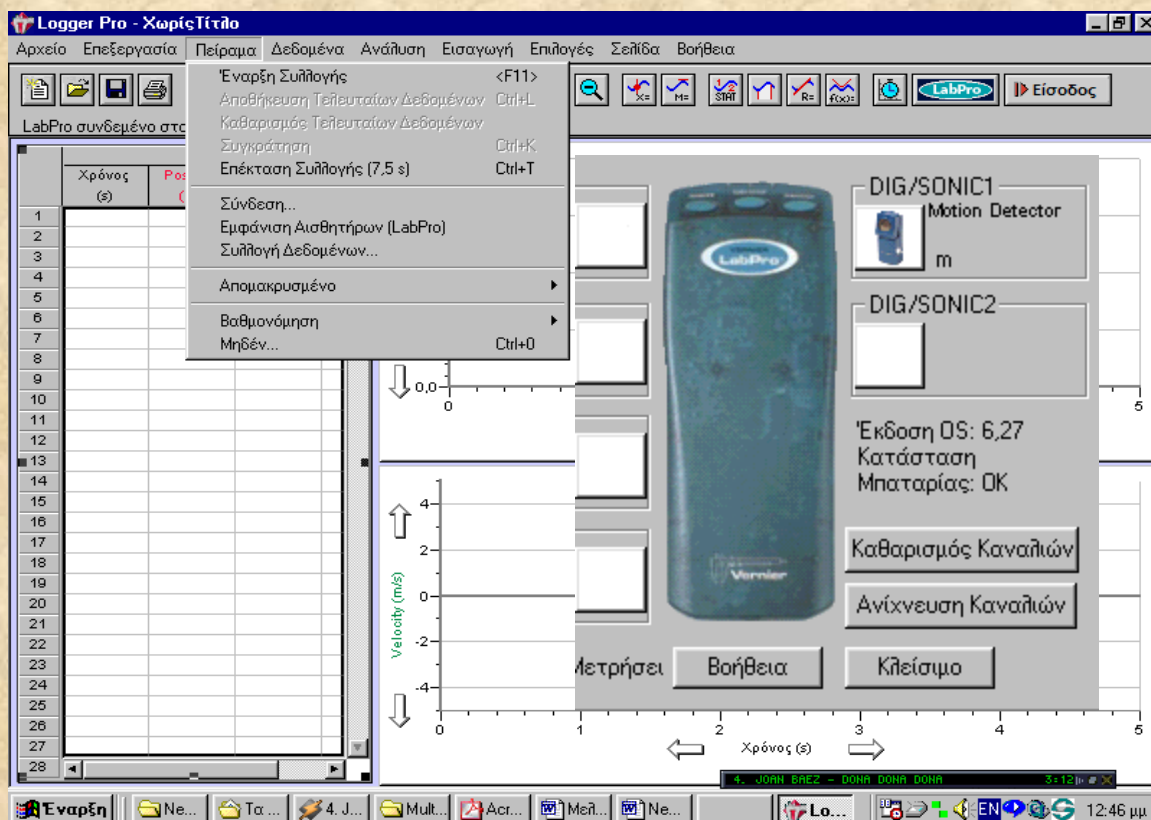 Logger Pro - ΧωρίςΤίτλο
Αρχείο Επεξεργασία Πείραμα Δεδομένα Ανάλυση Εισαγωγή Επιλογές Σελίδα Βοήθεια
Έναρξη Συλλογής <F11>
Αποθήκευση Τελευταίων Δεδομένων Ctrl+L
Καθαρισμός Τελευταίων Δεδομένων
Συγκράτηση Ctrl+K
Επέκταση Συλλογής (7,5 s) Ctrl+T
Σύνδεση...
Εμφάνιση Αισθητήρων (LabPro)
Συλλογή Δεδομένων...
Απομακρυσμένο
Βαθμονόμηση
Μηδέν... Ctrl+0
X= M= STAT R= f(x)= LabPro Είσοδος
LabPro συνδεμένο στο
Χρόνος
(s)
Pos
(
1
2
3
4
5
6
7
8
9
10
11
12
13
14
15
16
17
18
19
20
21
22
23
24
25
26
27
28
0,0
0 5
4
2
0
-2
-4
Velocity (m/s)
0 1 2 3 4 5
Χρόνος (s)
LabPro
Vernier
DIG/SONIC1
Motion Detector
m
DIG/SONIC2
Έκδοση OS: 6,27
Κατάσταση
Μπαταρίας: OK
Καθαρισμός Καναλιών
Ανίχνευση Καναλιών
Μετρήσει Βοήθεια Κλείσιμο
4. JOAN BAEZ - DONA DONA DONA 3:12
Έναρξη Ne... Τα ... 4. J... Mult... Acr... Μελ... Ne... Lo... EN 12:46 μμ